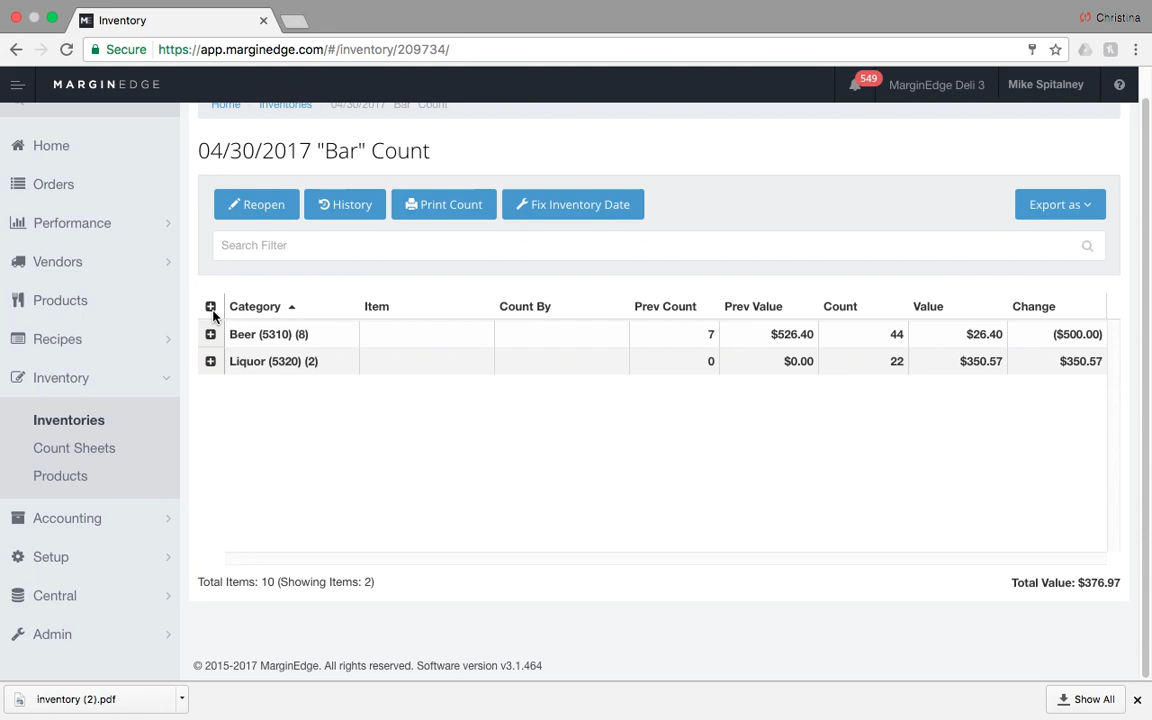 Inventory
Christina
Secure https://app.marginedge.com/#/inventory/209734/
MARGINEDGE
549
MarginEdge Deli 3
Mike Spitalney
Home Inventories 04/30/2017 "Bar" Count
Home
Orders
Performance
Vendors
Products
Recipes
Inventory
Inventories
Count Sheets
Products
Accounting
Setup
Central
Admin
04/30/2017 "Bar" Count
Reopen History Print Count Fix Inventory Date Export as
Search Filter
Category Item Count By Prev Count Prev Value Count Value Change
Beer (5310) (8) 7 $526.40 44 $26.40 ($500.00)
Liquor (5320) (2) 0 $0.00 22 $350.57 $350.57
Total Items: 10 (Showing Items: 2) Total Value: $376.97
© 2015-2017 MarginEdge. All rights reserved. Software version v3.1.464
inventory (2).pdf Show All